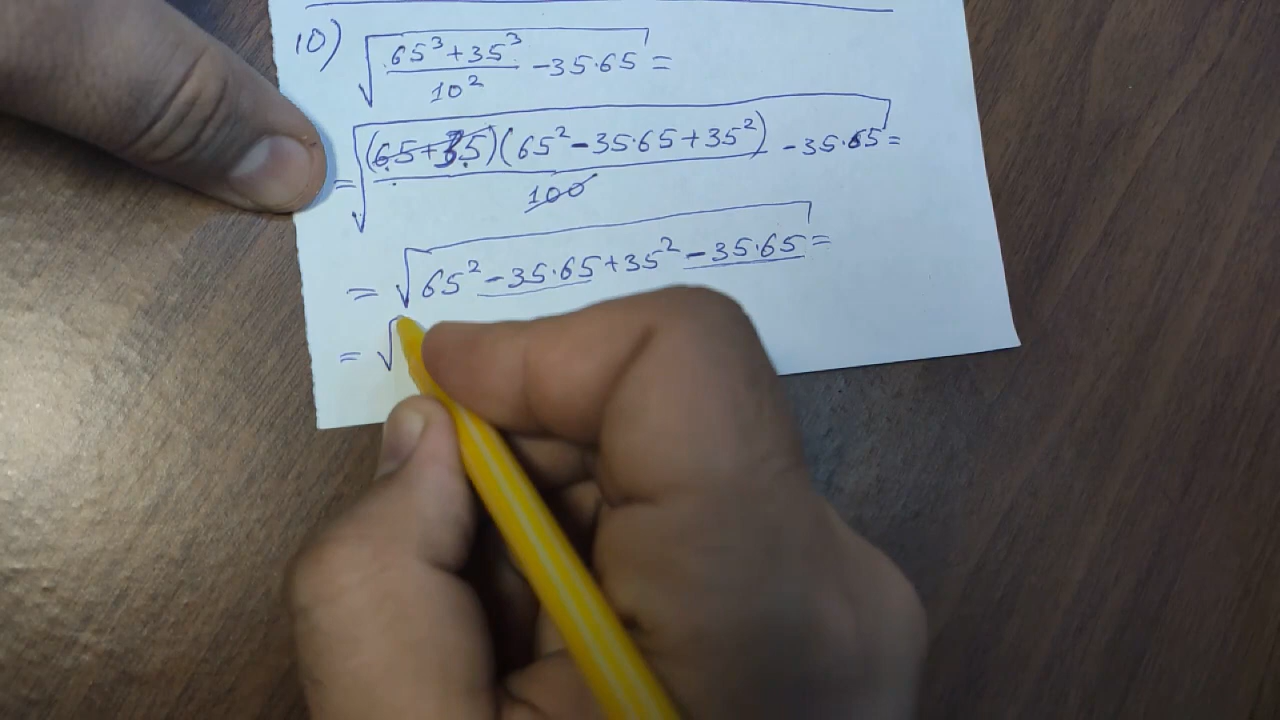 10) √((65³+35³)/10² -35·65) =
= √((65+35)(65²-35·65+35²)/100 -35·65) =
= √(65²-35·65+35²-35·65) =
= √